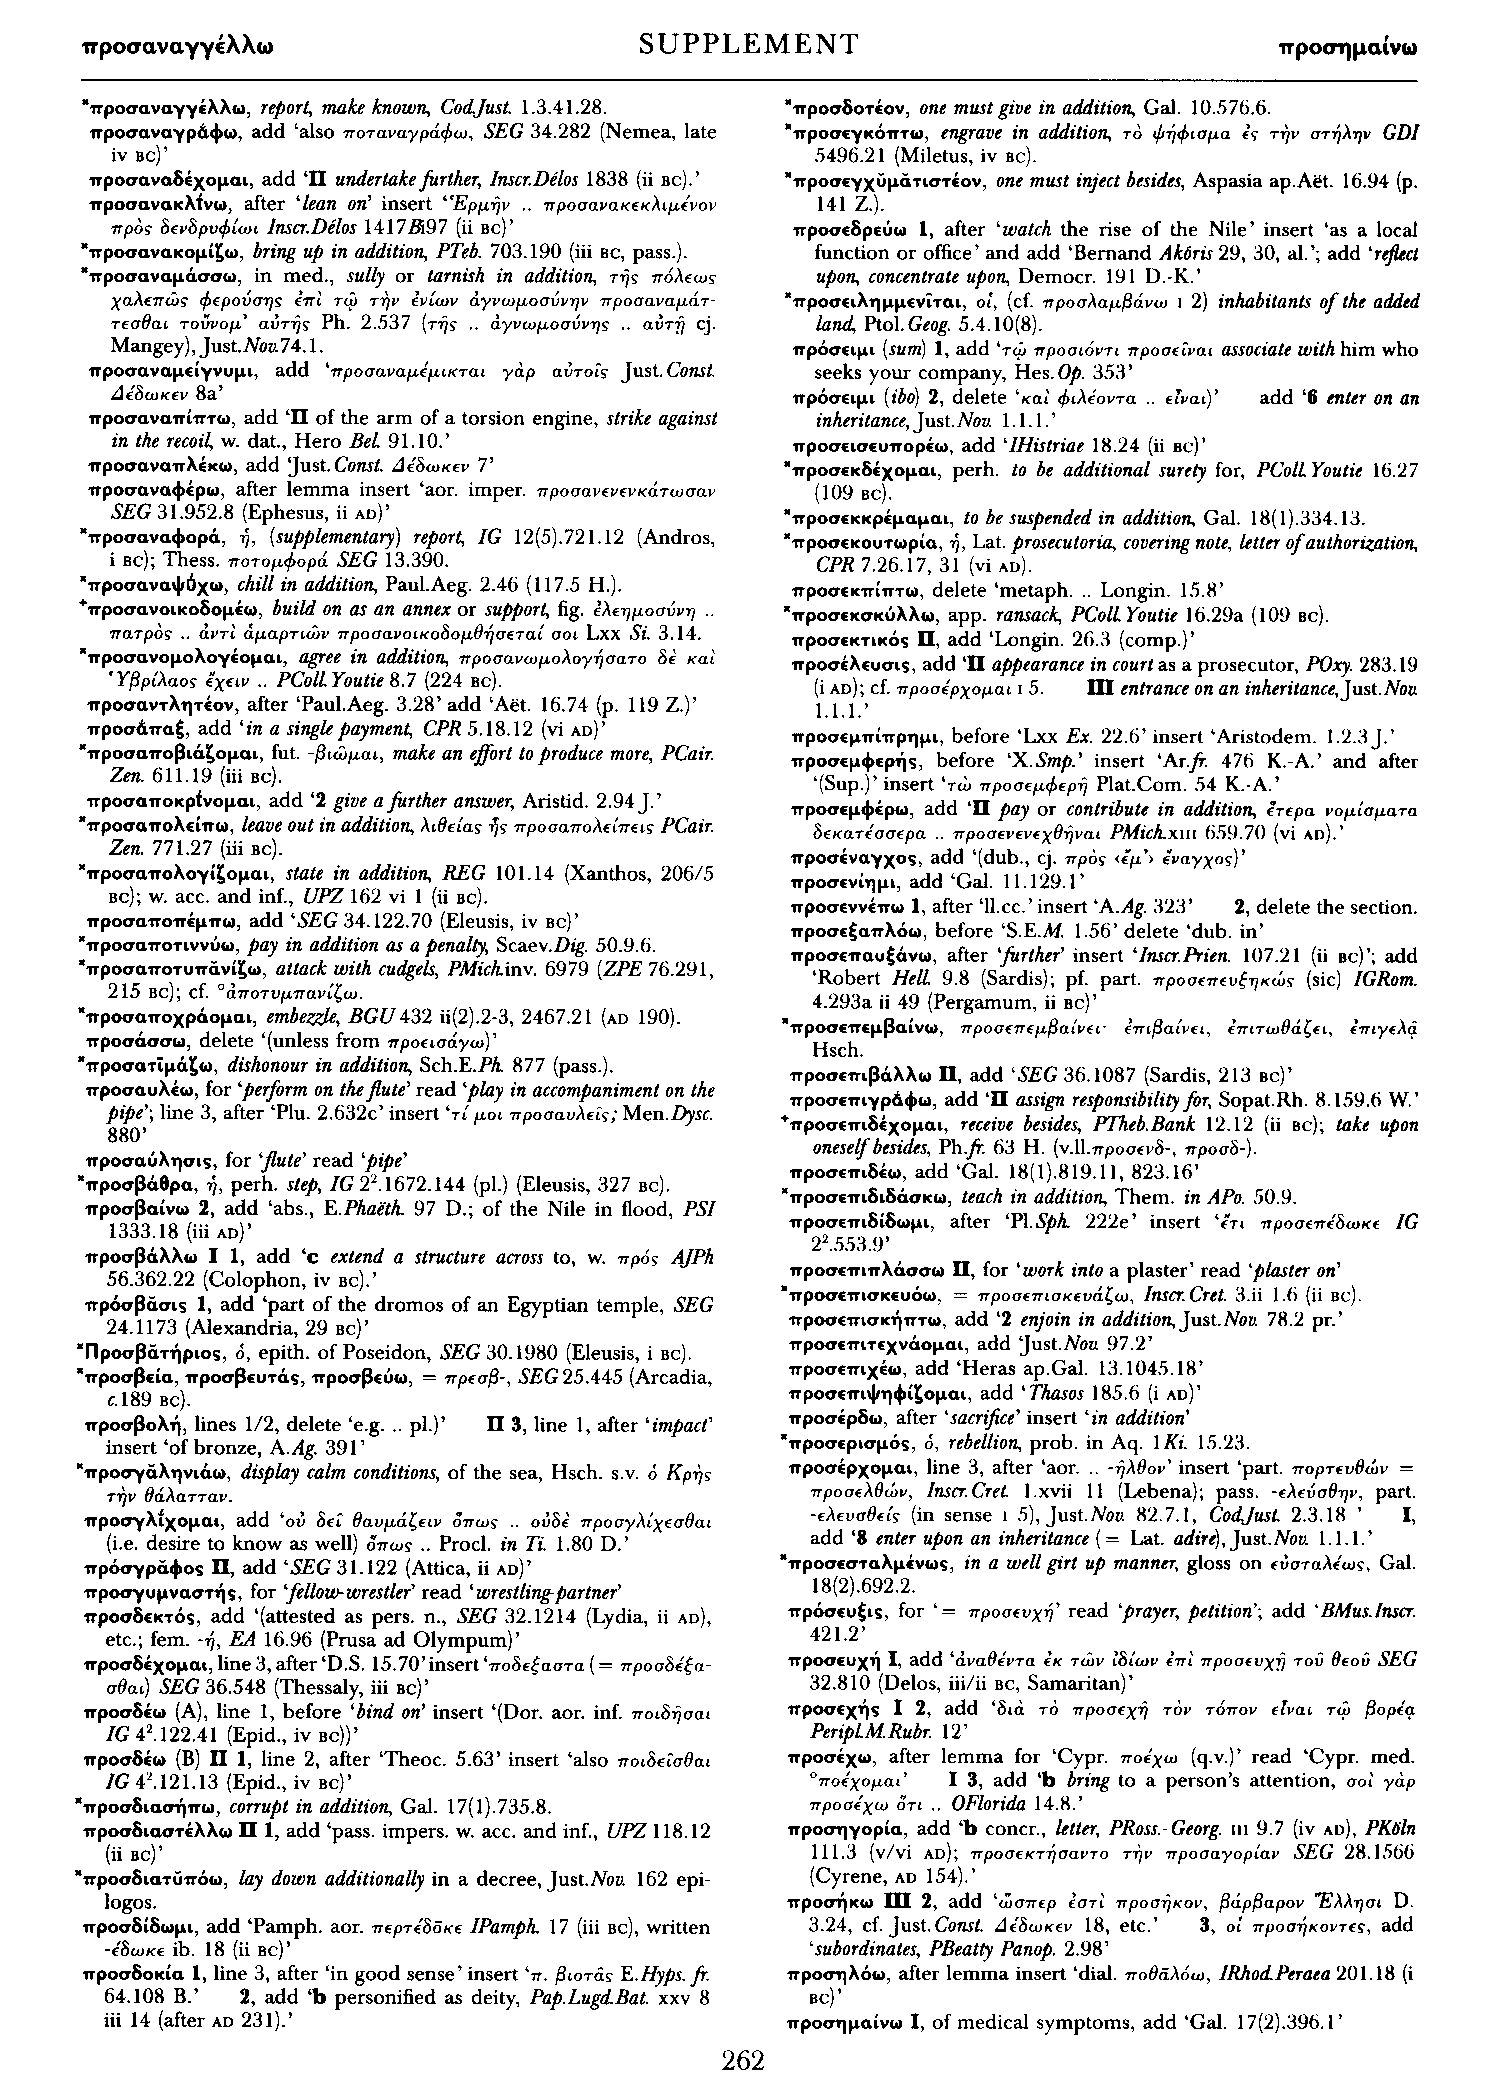 προσαναγγέλλω
SUPPLEMENT
προσημαίνω
*προσαναγγέλλω, report, make known, Cod.Just. 1.3.41.28.
προσαναγράφω, add ‘also ποταναγράφω, SEG 34.282 (Nemea, late
iv BC)’
προσαναδέχομαι, add ‘II undertake further, Inscr.Délos 1838 (ii BC).’
προσανακλίνω, after ‘lean on’ insert ‘Ἑρμῆν .. προσανακεκλιμένον
πρὸς δενδρυφίωι Inscr.Délos 1417Bi97 (ii BC)’
*προσανακομίζω, bring up in addition, PTeb. 703.190 (iii BC, pass.).
*προσαναμάσσω, in med., sully or tarnish in addition, τῆς πόλεως
χαλεπῶς φερούσης ἐπὶ τῷ τὴν ἐνίων ἀγνωμοσύνην προσαναμάτ-
τεσθαι τοὔνομ’ αὐτῆς Ph. 2.537 (τῆς .. ἀγνωμοσύνης .. αὐτῇ cj.
Mangey), Just.Nov.74.1.
προσαναμείγνυμι, add ‘προσαναμέμικται γὰρ αὐτοῖς Just.Const.
Δέδωκεν 8a’
προσαναπίπτω, add ‘II of the arm of a torsion engine, strike against
in the recoil, w. dat., Hero Bel. 91.10.’
προσαναπλέκω, add ‘Just.Const. Δέδωκεν 7’
προσαναφέρω, after lemma insert ‘aor. imper. προσανενενκάτωσαν
SEG 31.952.8 (Ephesus, ii AD)’
*προσαναφορά, ἡ, (supplementary) report, IG 12(5).721.12 (Andros,
i BC); Thess. ποτομφορά SEG 13.390.
*προσαναψύχω, chill in addition, Paul.Aeg. 2.46 (117.5 H.).
⁺προσανοικοδομέω, build on as an annex or support, fig. ἐλεημοσύνη ..
πατρὸς .. ἀντὶ ἁμαρτιῶν προσανοικοδομθήσεταί σοι LXX Si. 3.14.
*προσανομολογέομαι, agree in addition, προσανωμολογήσατο δὲ καὶ
Ὑβρίλαος ἔχειν .. PColl.Youtie 8.7 (224 BC).
προσαντλητέον, after ‘Paul.Aeg. 3.28’ add ‘Aët. 16.74 (p. 119 Z.)’
προσάπαξ, add ‘in a single payment, CPR 5.18.12 (vi AD)’
*προσαποβιάζομαι, fut. -βιῶμαι, make an effort to produce more, PCair.
Zen. 611.19 (iii BC).
προσαποκρίνομαι, add ‘2 give a further answer, Aristid. 2.94 J.’
*προσαπολείπω, leave out in addition, λιθείας ἧς προσαπολείπεις PCair.
Zen. 771.27 (iii BC).
*προσαπολογίζομαι, state in addition, REG 101.14 (Xanthos, 206/5
BC); w. acc. and inf., UPZ 162 vi 1 (ii BC).
προσαποπέμπω, add ‘SEG 34.122.70 (Eleusis, iv BC)’
*προσαποτιννύω, pay in addition as a penalty, Scaev.Dig. 50.9.6.
*προσαποτυπᾰνίζω, attack with cudgels, PMich.inv. 6979 (ZPE 76.291,
215 BC); cf. °ἀποτυμπανίζω.
*προσαποχράομαι, embezzle, BGU 432 ii(2).2-3, 2467.21 (AD 190).
προσάσσω, delete ‘(unless from προεισάγω)’
*προσατῑμάζω, dishonour in addition, Sch.E.Ph. 877 (pass.).
προσαυλέω, for ‘perform on the flute’ read ‘play in accompaniment on the
pipe’; line 3, after ‘Plu. 2.632c’ insert ‘τί μοι προσαυλεῖς; Men.Dysc.
880’
προσαύλησις, for ‘flute’ read ‘pipe’
*προσβάθρα, ἡ, perh. step, IG 2².1672.144 (pl.) (Eleusis, 327 BC).
προσβαίνω 2, add ‘abs., E.Phaëth. 97 D.; of the Nile in flood, PSI
1333.18 (iii AD)’
προσβάλλω I 1, add ‘c extend a structure across to, w. πρός AJPh
56.362.22 (Colophon, iv BC).’
πρόσβᾰσις 1, add ‘part of the dromos of an Egyptian temple, SEG
24.1173 (Alexandria, 29 BC)’
*Προσβᾰτήριος, ὁ, epith. of Poseidon, SEG 30.1980 (Eleusis, i BC).
*προσβεία, προσβευτάς, προσβεύω, = πρεσβ-, SEG 25.445 (Arcadia,
c.189 BC).
προσβολή, lines 1/2, delete ‘e.g. .. pl.)’ II 3, line 1, after ‘impact’
insert ‘of bronze, A.Ag. 391’
*προσγᾰληνιάω, display calm conditions, of the sea, Hsch. s.v. ὁ Κρὴς
τὴν θάλατταν.
προσγλίχομαι, add ‘οὐ δεῖ θαυμάζειν ὅπως .. οὐδὲ προσγλίχεσθαι
(i.e. desire to know as well) ὅπως .. Procl. in Ti. 1.80 D.’
πρόσγρᾰφος II, add ‘SEG 31.122 (Attica, ii AD)’
προσγυμναστής, for ‘fellow-wrestler’ read ‘wrestling-partner’
προσδεκτός, add ‘(attested as pers. n., SEG 32.1214 (Lydia, ii AD),
etc.; fem. -ή, EA 16.96 (Prusa ad Olympum)’
προσδέχομαι, line 3, after ‘D.S. 15.70’ insert ‘ποδεξαστα (= προσδέξα-
σθαι) SEG 36.548 (Thessaly, iii BC)’
προσδέω (A), line 1, before ‘bind on’ insert ‘(Dor. aor. inf. ποιδῆσαι
IG 4².122.41 (Epid., iv BC))’
προσδέω (B) II 1, line 2, after ‘Theoc. 5.63’ insert ‘also ποιδεῖσθαι
IG 4².121.13 (Epid., iv BC)’
*προσδιασήπω, corrupt in addition, Gal. 17(1).735.8.
προσδιαστέλλω II 1, add ‘pass. impers. w. acc. and inf., UPZ 118.12
(ii BC)’
*προσδιατῠπόω, lay down additionally in a decree, Just.Nov. 162 epi-
logos.
προσδίδωμι, add ‘Pamph. aor. περτέδο̄κε IPamph. 17 (iii BC), written
-έδωκε ib. 18 (ii BC)’
προσδοκία 1, line 3, after ‘in good sense’ insert ‘π. βιοτᾶς E.Hyps. fr.
64.108 B.’ 2, add ‘b personified as deity, Pap.Lugd.Bat. XXV 8
iii 14 (after AD 231).’
*προσδοτέον, one must give in addition, Gal. 10.576.6.
*προσεγκόπτω, engrave in addition, τὸ ψήφισμα ἐς τὴν στήλην GDI
5496.21 (Miletus, iv BC).
*προσεγχῠμᾰτιστέον, one must inject besides, Aspasia ap.Aët. 16.94 (p.
141 Z.).
προσεδρεύω 1, after ‘watch the rise of the Nile’ insert ‘as a local
function or office’ and add ‘Bernand Akôris 29, 30, al.’; add ‘reflect
upon, concentrate upon, Democr. 191 D.-K.’
*προσειλημμενῖται, οἱ, (cf. προσλαμβάνω I 2) inhabitants of the added
land, Ptol.Geog. 5.4.10(8).
πρόσειμι (sum) 1, add ‘τῷ προσιόντι προσεῖναι associate with him who
seeks your company, Hes.Op. 353’
πρόσειμι (ibo) 2, delete ‘καὶ φιλέοντα .. εἶναι)’ add ‘6 enter on an
inheritance, Just.Nov. 1.1.1.’
προσεισευπορέω, add ‘IHistriae 18.24 (ii BC)’
*προσεκδέχομαι, perh. to be additional surety for, PColl.Youtie 16.27
(109 BC).
*προσεκκρέμαμαι, to be suspended in addition, Gal. 18(1).334.13.
*προσεκουτωρία, ἡ, Lat. prosecutoria, covering note, letter of authorization,
CPR 7.26.17, 31 (vi AD).
προσεκπίπτω, delete ‘metaph. .. Longin. 15.8’
*προσεκσκύλλω, app. ransack, PColl.Youtie 16.29a (109 BC).
προσεκτικός II, add ‘Longin. 26.3 (comp.)’
προσέλευσις, add ‘II appearance in court as a prosecutor, POxy. 283.19
(i AD); cf. προσέρχομαι I 5. III entrance on an inheritance, Just.Nov.
1.1.1.’
προσεμπίπρημι, before ‘LXX Ex. 22.6’ insert ‘Aristodem. 1.2.3 J.’
προσεμφερής, before ‘X.Smp.’ insert ‘Ar.fr. 476 K.-A.’ and after
‘(Sup.)’ insert ‘τὼ προσεμφερῆ Plat.Com. 54 K.-A.’
προσεμφέρω, add ‘II pay or contribute in addition, ἕτερα νομίσματα
δεκατέσσερα .. προσενενεχθῆναι PMich.XIII 659.70 (vi AD).’
προσέναγχος, add ‘(dub., cj. πρὸς ‹ἔμ’› ἔναγχος)’
προσενίημι, add ‘Gal. 11.129.1’
προσεννέπω 1, after ‘ll.cc.’ insert ‘A.Ag. 323’ 2, delete the section.
προσεξαπλόω, before ‘S.E.M. 1.56’ delete ‘dub. in’
προσεπαυξάνω, after ‘further’ insert ‘Inscr.Prien. 107.21 (ii BC)’; add
‘Robert Hell. 9.8 (Sardis); pf. part. προσεπευξηκώς (sic) IGRom.
4.293a ii 49 (Pergamum, ii BC)’
*προσεπεμβαίνω, προσεπεμβαίνει· ἐπιβαίνει, ἐπιτωθάζει, ἐπιγελᾷ
Hsch.
προσεπιβάλλω II, add ‘SEG 36.1087 (Sardis, 213 BC)’
προσεπιγράφω, add ‘II assign responsibility for, Sopat.Rh. 8.159.6 W.’
⁺προσεπιδέχομαι, receive besides, PTheb.Bank 12.12 (ii BC); take upon
oneself besides, Ph.fr. 63 H. (v.ll.προσενδ-, προσδ-).
προσεπιδέω, add ‘Gal. 18(1).819.11, 823.16’
*προσεπιδιδάσκω, teach in addition, Them. in APo. 50.9.
προσεπιδίδωμι, after ‘Pl.Sph. 222e’ insert ‘ἔτι προσεπέδωκε IG
2².553.9’
προσεπιπλάσσω II, for ‘work into a plaster’ read ‘plaster on’
*προσεπισκευόω, = προσεπισκευάζω, Inscr.Cret. 3.ii 1.6 (ii BC).
προσεπισκήπτω, add ‘2 enjoin in addition, Just.Nov. 78.2 pr.’
προσεπιτεχνάομαι, add ‘Just.Nov. 97.2’
προσεπιχέω, add ‘Heras ap.Gal. 13.1045.18’
προσεπιψηφίζομαι, add ‘Thasos 185.6 (i AD)’
προσέρδω, after ‘sacrifice’ insert ‘in addition’
*προσερισμός, ὁ, rebellion, prob. in Aq. 1Ki. 15.23.
προσέρχομαι, line 3, after ‘aor. .. -ῆλθον’ insert ‘part. πορτευθών =
προσελθών, Inscr.Cret. 1.xvii 11 (Lebena); pass. -ελεύσθην, part.
-ελευσθείς (in sense I 5), Just.Nov. 82.7.1, Cod.Just. 2.3.18 ’ I,
add ‘8 enter upon an inheritance (= Lat. adire), Just.Nov. 1.1.1.’
*προσεσταλμένως, in a well girt up manner, gloss on εὐσταλέως, Gal.
18(2).692.2.
πρόσευξις, for ‘= προσευχή’ read ‘prayer, petition’; add ‘BMus.Inscr.
421.2’
προσευχή I, add ‘ἀναθέντα ἐκ τῶν ἰδίων ἐπὶ προσευχῇ τοῦ θεοῦ SEG
32.810 (Delos, iii/ii BC, Samaritan)’
προσεχής I 2, add ‘διὰ τὸ προσεχῆ τὸν τόπον εἶναι τῷ βορέᾳ
Peripl.M.Rubr. 12’
προσέχω, after lemma for ‘Cypr. ποέχω (q.v.)’ read ‘Cypr. med.
°ποέχομαι’ I 3, add ‘b bring to a person’s attention, σοὶ γὰρ
προσέχω ὅτι .. OFlorida 14.8.’
προσηγορία, add ‘b concr., letter, PRoss.-Georg. III 9.7 (iv AD), PKöln
111.3 (v/vi AD); προσεκτήσαντο τὴν προσαγορίαν SEG 28.1566
(Cyrene, AD 154).’
προσήκω III 2, add ‘ὥσπερ ἐστὶ προσῆκον, βάρβαρον Ἕλλησι D.
3.24, cf. Just.Const. Δέδωκεν 18, etc.’ 3, οἱ προσήκοντες, add
‘subordinates, PBeatty Panop. 2.98’
προσηλόω, after lemma insert ‘dial. ποθᾱλόω, IRhod.Peraea 201.18 (i
BC)’
προσημαίνω I, of medical symptoms, add ‘Gal. 17(2).396.1’
262